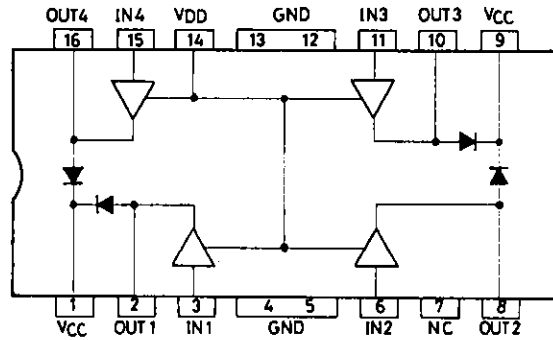 OUT4 IN4 VDD GND IN3 OUT3 VCC
16 15 14 13 12 11 10 9
1 2 3 4 5 6 7 8
VCC OUT1 IN1 GND IN2 NC OUT2